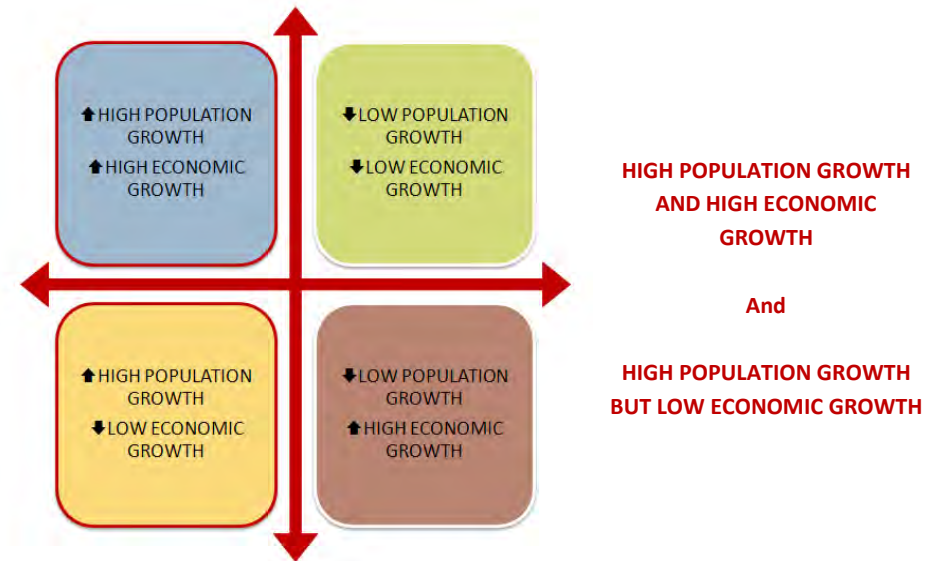 ⬆HIGH POPULATION
GROWTH
⬆HIGH ECONOMIC
GROWTH
⬇LOW POPULATION
GROWTH
⬇LOW ECONOMIC
GROWTH
⬆HIGH POPULATION
GROWTH
⬇LOW ECONOMIC
GROWTH
⬇LOW POPULATION
GROWTH
⬆HIGH ECONOMIC
GROWTH
HIGH POPULATION GROWTH
AND HIGH ECONOMIC
GROWTH
And
HIGH POPULATION GROWTH
BUT LOW ECONOMIC GROWTH